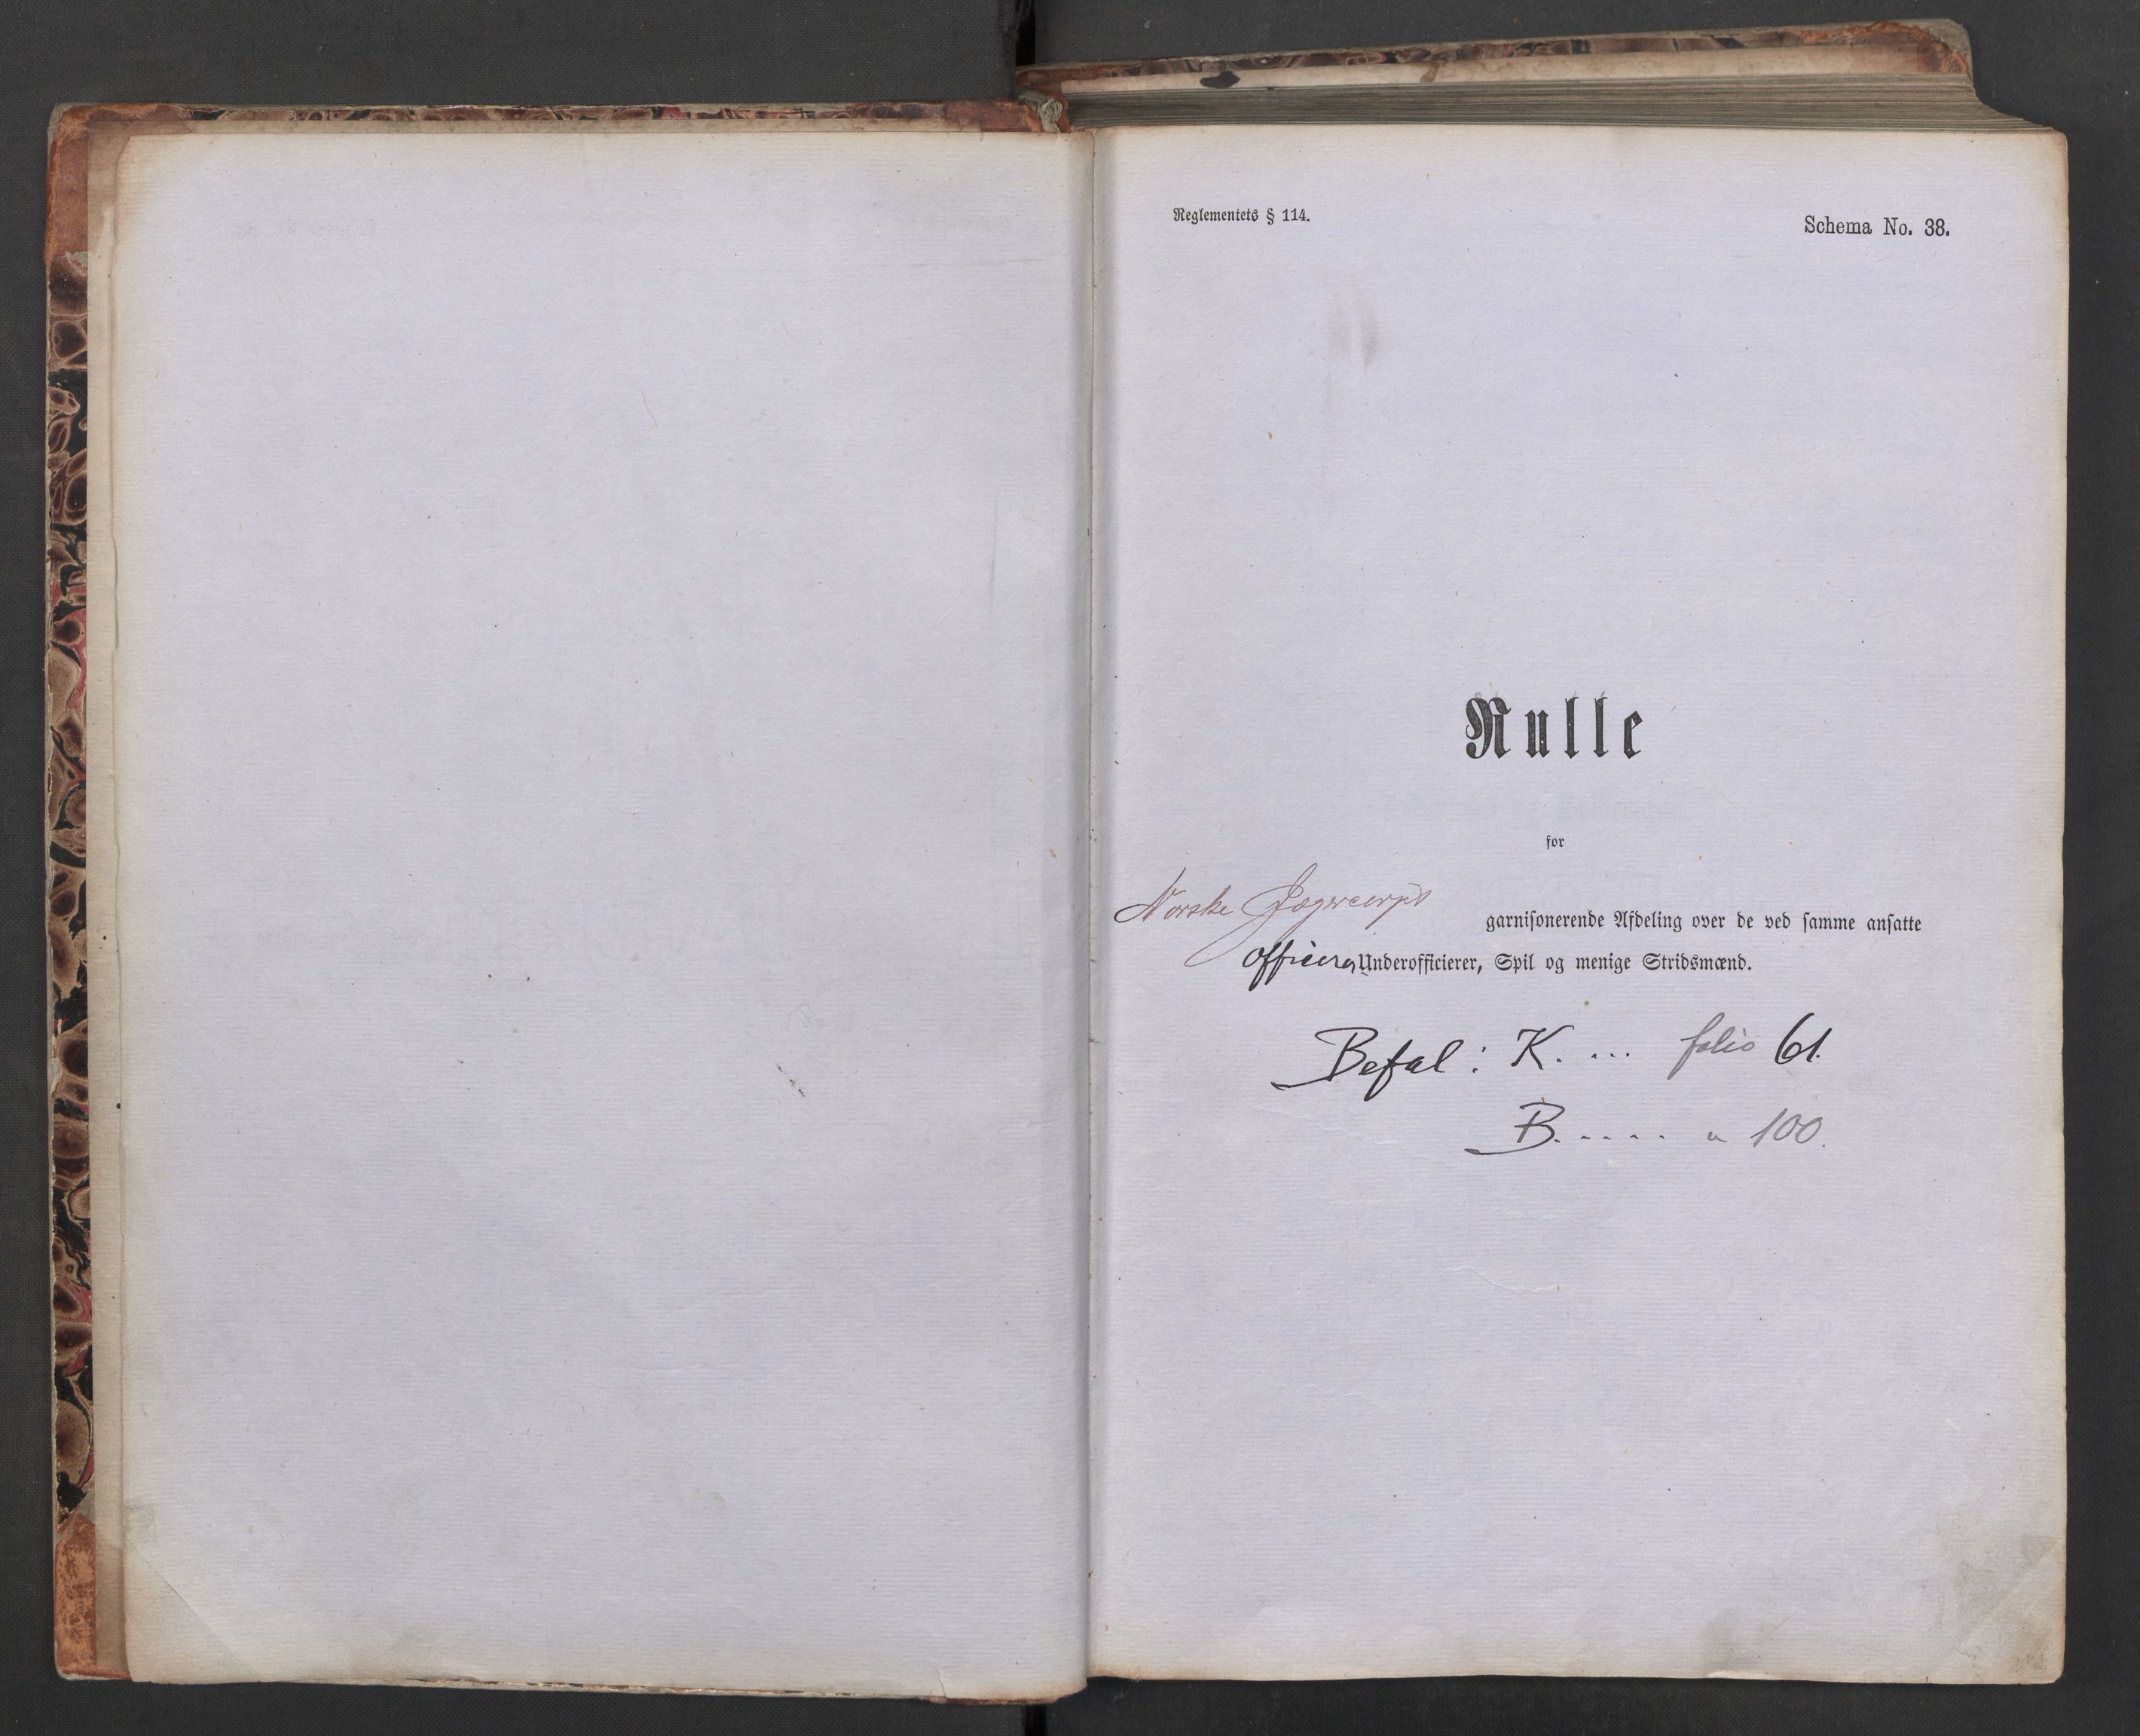 Reglementets § 114.
Schema No. 38.
Rulle
for
Norske Jægercorps garnisonerende Afdeling over de ved samme ansatte
officerer, Underofficierer, Spil og menige Stridsmænd.
Befal: K. ... folio 61.
B. .... " 100.